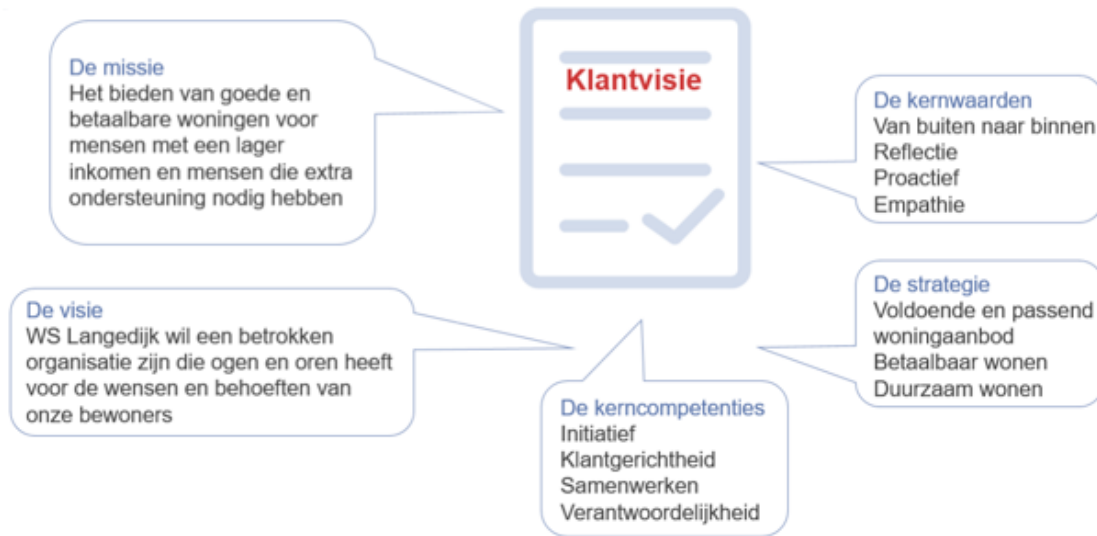 Klantvisie
De missie
Het bieden van goede en
betaalbare woningen voor
mensen met een lager
inkomen en mensen die extra
ondersteuning nodig hebben
De kernwaarden
Van buiten naar binnen
Reflectie
Proactief
Empathie
De visie
WS Langedijk wil een betrokken
organisatie zijn die ogen en oren heeft
voor de wensen en behoeften van
onze bewoners
De strategie
Voldoende en passend
woningaanbod
Betaalbaar wonen
Duurzaam wonen
De kerncompetenties
Initiatief
Klantgerichtheid
Samenwerken
Verantwoordelijkheid